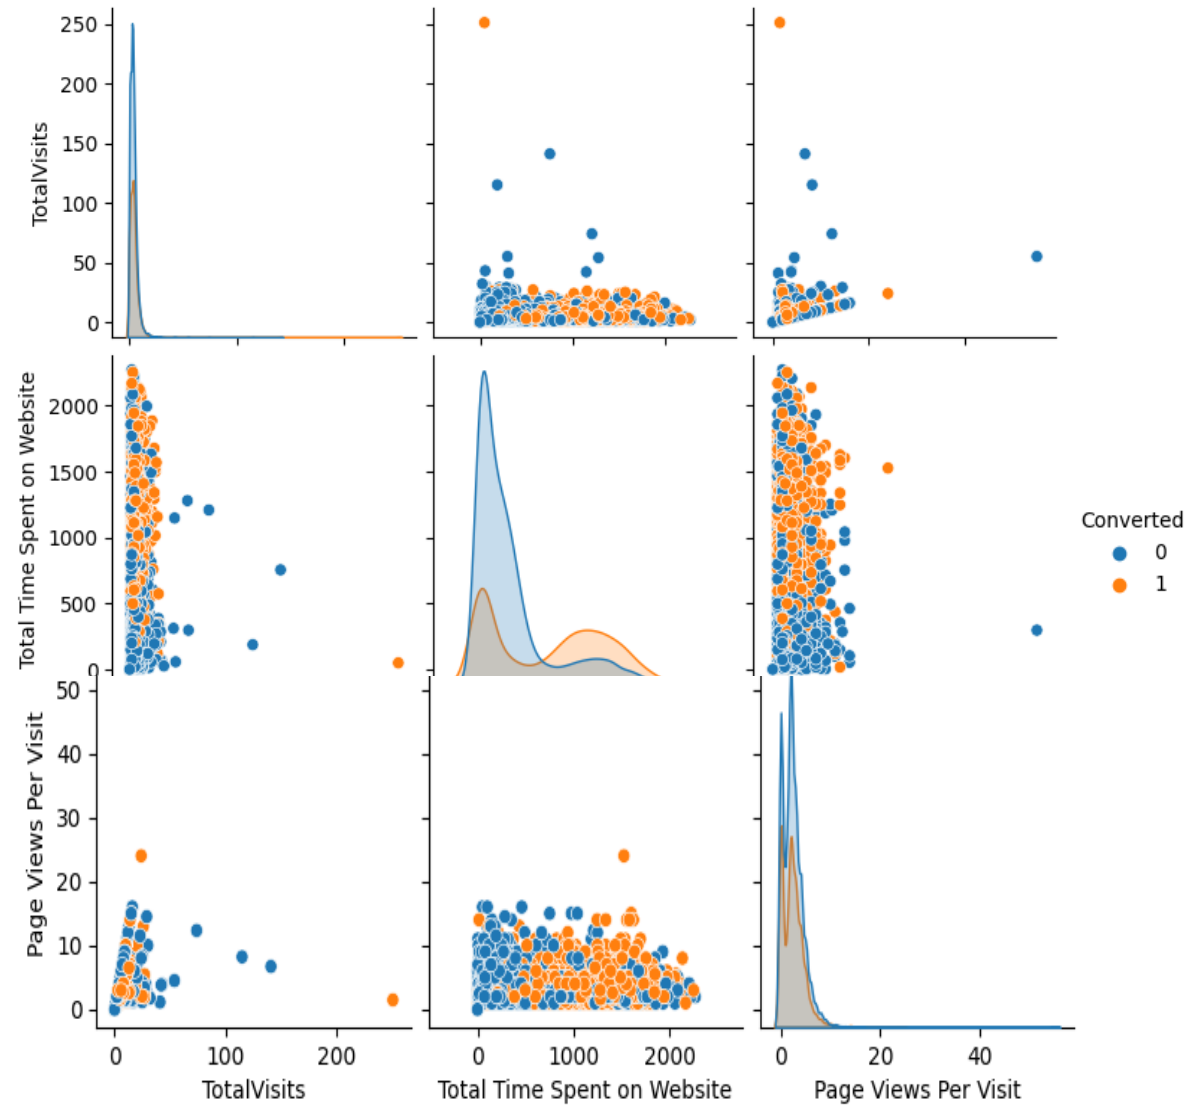 250
200
150
100
50
0
TotalVisits
2000
1500
1000
500
0
Total Time Spent on Website
Converted
0
1
50
40
30
20
10
0
Page Views Per Visit
0 100 200
0 1000 2000
0 20 40
TotalVisits
Total Time Spent on Website
Page Views Per Visit